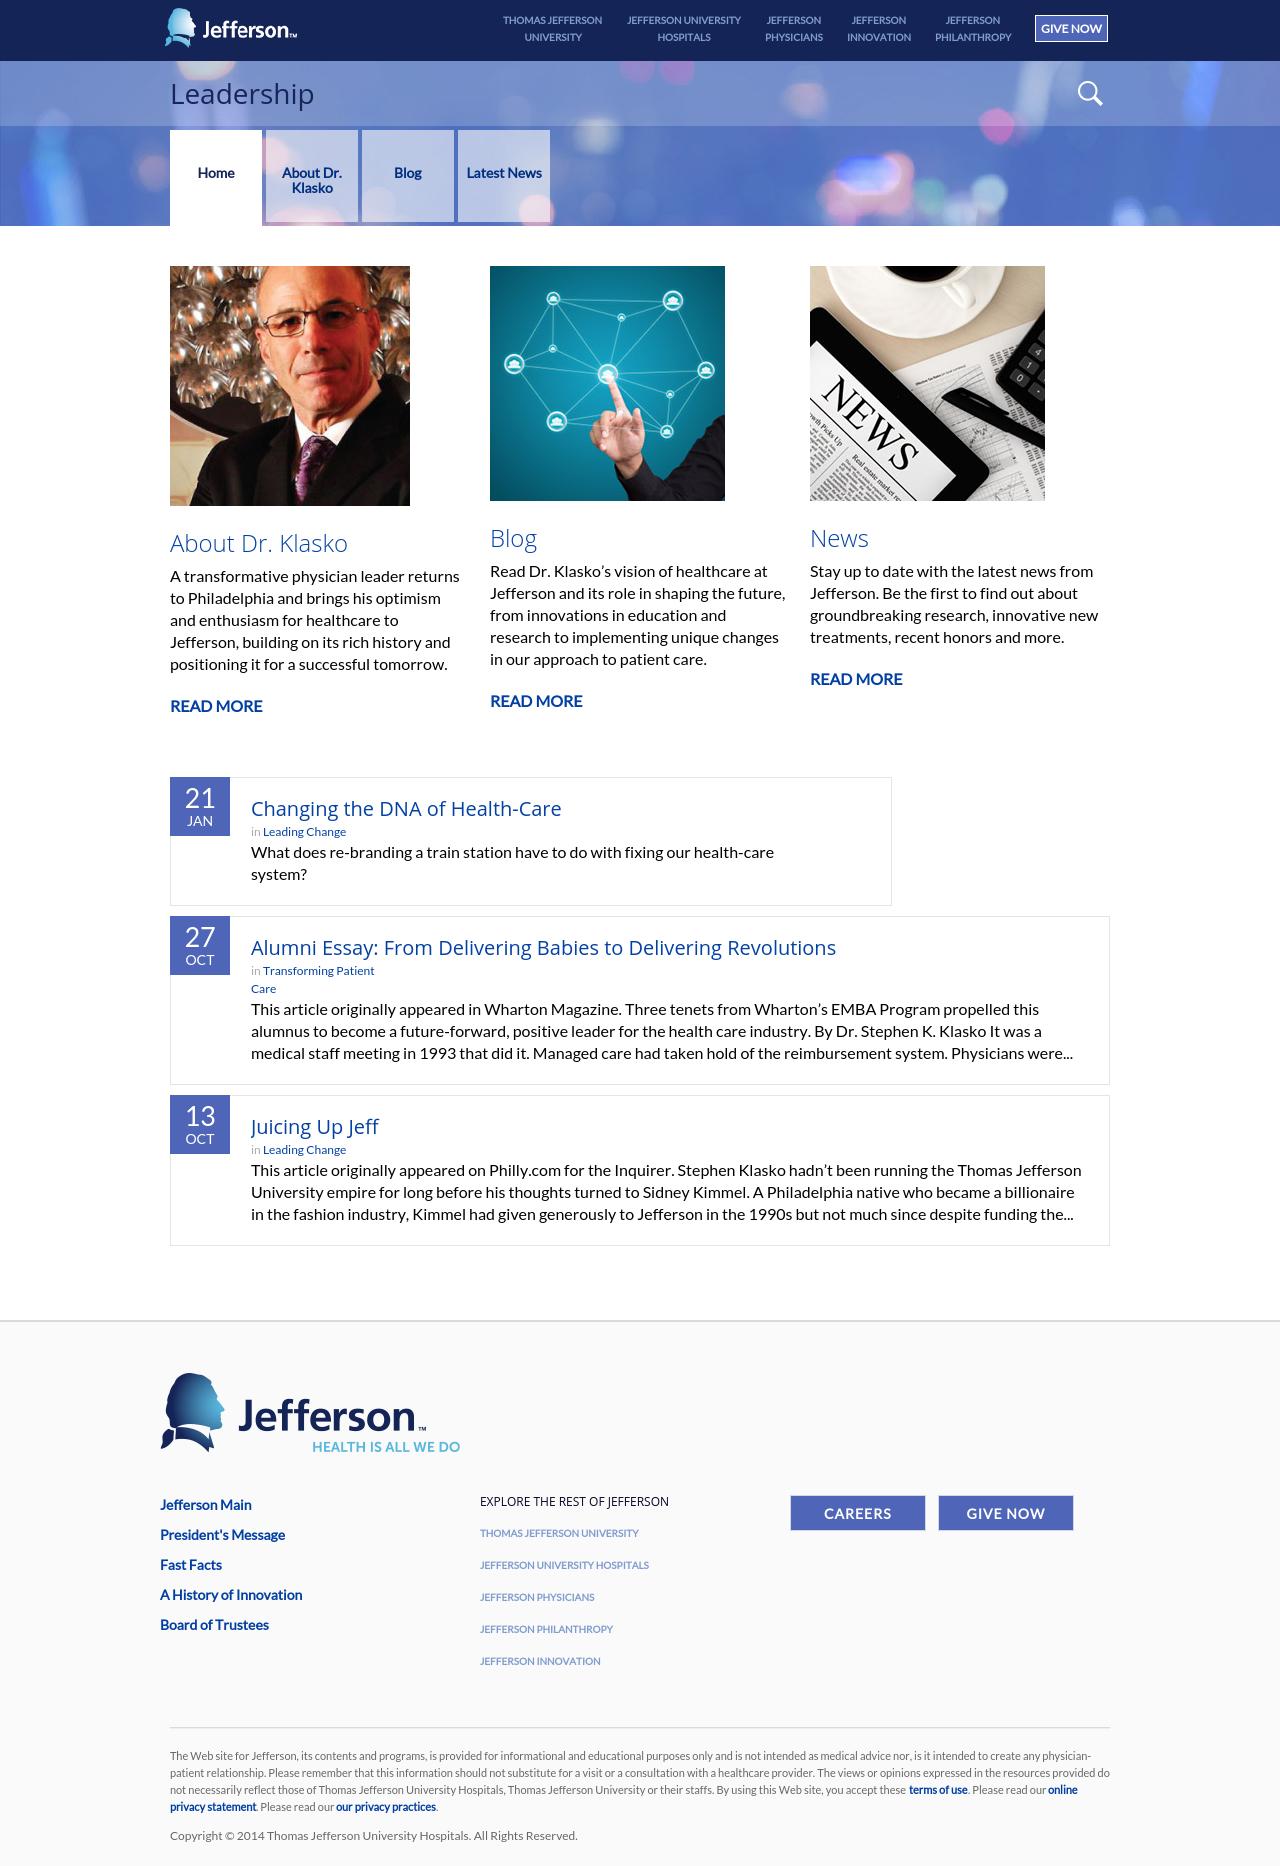 Jefferson™
THOMAS JEFFERSON
UNIVERSITY
JEFFERSON UNIVERSITY
HOSPITALS
JEFFERSON
PHYSICIANS
JEFFERSON
INNOVATION
JEFFERSON
PHILANTHROPY
GIVE NOW
Leadership
Home
About Dr.
Klasko
Blog
Latest News
NEWS
Real estate market
About Dr. Klasko
A transformative physician leader returns
to Philadelphia and brings his optimism
and enthusiasm for healthcare to
Jefferson, building on its rich history and
positioning it for a successful tomorrow.
READ MORE
Blog
Read Dr. Klasko’s vision of healthcare at
Jefferson and its role in shaping the future,
from innovations in education and
research to implementing unique changes
in our approach to patient care.
READ MORE
News
Stay up to date with the latest news from
Jefferson. Be the first to find out about
groundbreaking research, innovative new
treatments, recent honors and more.
READ MORE
21
JAN
Changing the DNA of Health-Care
in Leading Change
What does re-branding a train station have to do with fixing our health-care
system?
27
OCT
Alumni Essay: From Delivering Babies to Delivering Revolutions
in Transforming Patient
Care
This article originally appeared in Wharton Magazine. Three tenets from Wharton’s EMBA Program propelled this
alumnus to become a future-forward, positive leader for the health care industry. By Dr. Stephen K. Klasko It was a
medical staff meeting in 1993 that did it. Managed care had taken hold of the reimbursement system. Physicians were...
13
OCT
Juicing Up Jeff
in Leading Change
This article originally appeared on Philly.com for the Inquirer. Stephen Klasko hadn’t been running the Thomas Jefferson
University empire for long before his thoughts turned to Sidney Kimmel. A Philadelphia native who became a billionaire
in the fashion industry, Kimmel had given generously to Jefferson in the 1990s but not much since despite funding the...
Jefferson™
HEALTH IS ALL WE DO
Jefferson Main
President's Message
Fast Facts
A History of Innovation
Board of Trustees
EXPLORE THE REST OF JEFFERSON
THOMAS JEFFERSON UNIVERSITY
JEFFERSON UNIVERSITY HOSPITALS
JEFFERSON PHYSICIANS
JEFFERSON PHILANTHROPY
JEFFERSON INNOVATION
CAREERS
GIVE NOW
The Web site for Jefferson, its contents and programs, is provided for informational and educational purposes only and is not intended as medical advice nor, is it intended to create any physician-
patient relationship. Please remember that this information should not substitute for a visit or a consultation with a healthcare provider. The views or opinions expressed in the resources provided do
not necessarily reflect those of Thomas Jefferson University Hospitals, Thomas Jefferson University or their staffs. By using this Web site, you accept these terms of use. Please read our online
privacy statement. Please read our our privacy practices.
Copyright © 2014 Thomas Jefferson University Hospitals. All Rights Reserved.